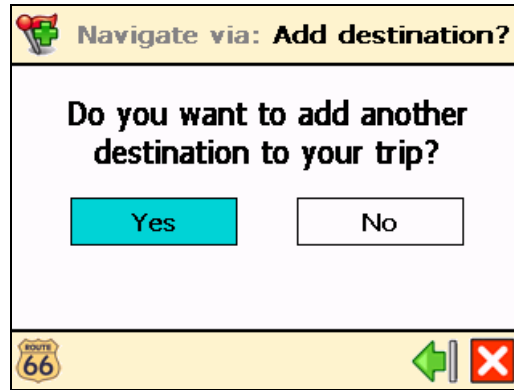 Navigate via: Add destination?
Do you want to add another
destination to your trip?
Yes No
ROUTE
66